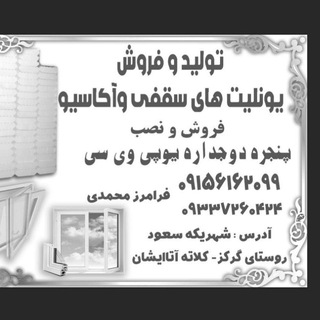 تولید و فروش
یونلیت های سقفی وآکاسیو
فروش و نصب
پنجره دوجداره یوپی وی سی
۰۹۱۵۶۱۶۲۰۹۹
فرامرز محمدی
۰۹۳۳۷۲۶۰۴۲۴
آدرس : شهریکه سعود
روستای گرکز - کلاته آتاایشان